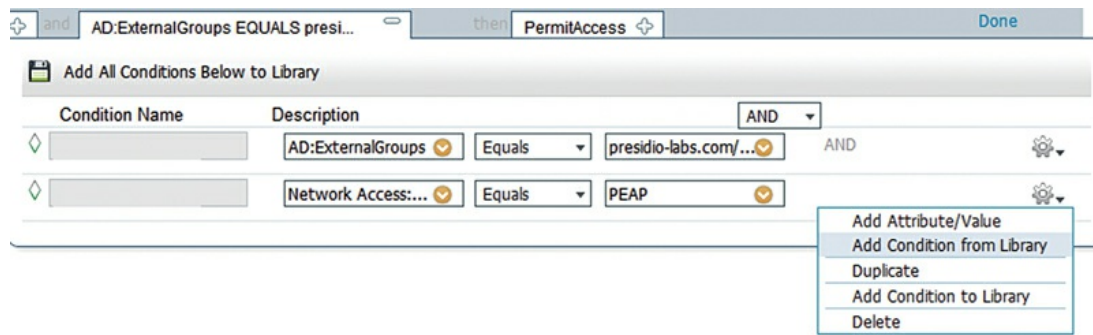 and AD:ExternalGroups EQUALS presi... then PermitAccess Done
Add All Conditions Below to Library
Condition Name Description AND
AD:ExternalGroups Equals presidio-labs.com/... AND
Network Access:... Equals PEAP
Add Attribute/Value
Add Condition from Library
Duplicate
Add Condition to Library
Delete